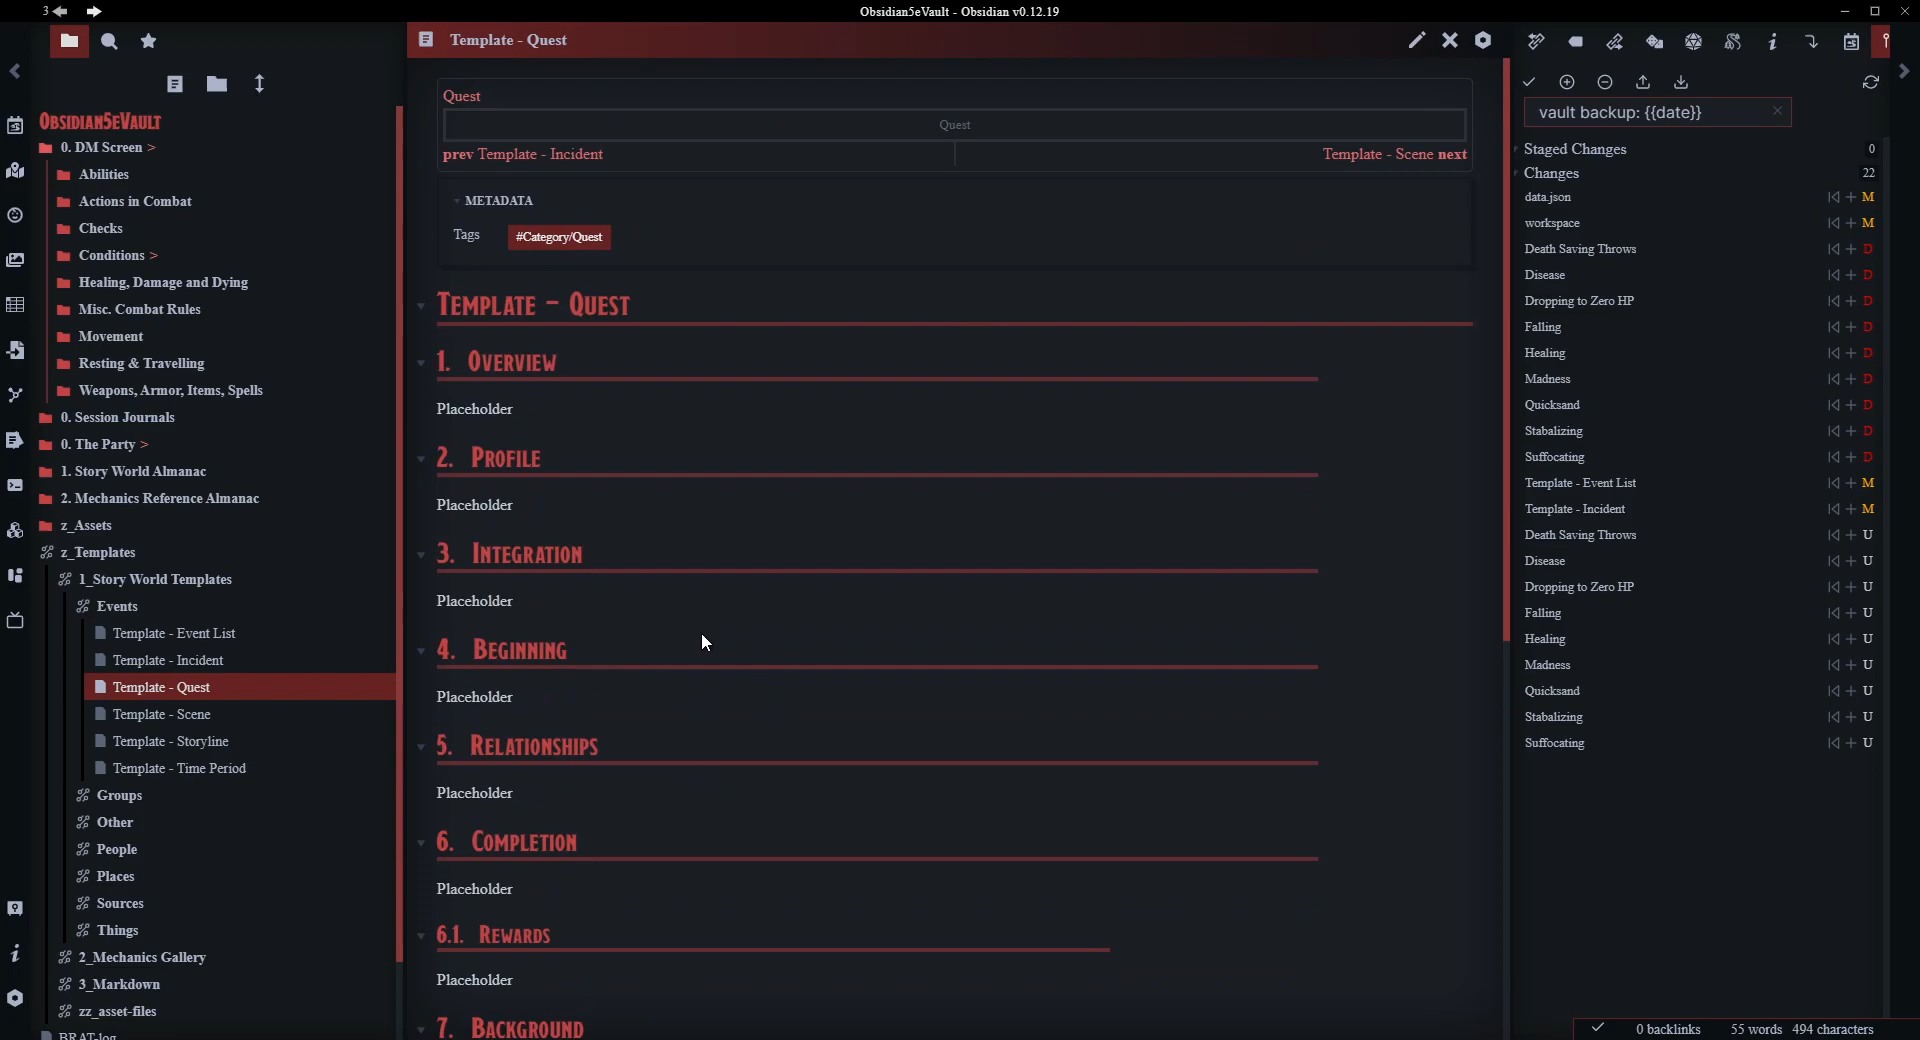 3
Obsidian5eVault - Obsidian v0.12.19
OBSIDIAN5EVAULT
0. DM Screen >
Abilities
Actions in Combat
Checks
Conditions >
Healing, Damage and Dying
Misc. Combat Rules
Movement
Resting & Travelling
Weapons, Armor, Items, Spells
0. Session Journals
0. The Party >
1. Story World Almanac
2. Mechanics Reference Almanac
z_Assets
z_Templates
1_Story World Templates
Events
Template - Event List
Template - Incident
Template - Quest
Template - Scene
Template - Storyline
Template - Time Period
Groups
Other
People
Places
Sources
Things
2_Mechanics Gallery
3_Markdown
zz_asset-files
BRAT-log
Template - Quest
Quest
Quest
prev Template - Incident
Template - Scene next
METADATA
Tags #Category/Quest
TEMPLATE - QUEST
1. OVERVIEW
Placeholder
2. PROFILE
Placeholder
3. INTEGRATION
Placeholder
4. BEGINNING
Placeholder
5. RELATIONSHIPS
Placeholder
6. COMPLETION
Placeholder
6.1. REWARDS
Placeholder
7. BACKGROUND
vault backup: {{date}}
Staged Changes 0
Changes 22
data.json M
workspace M
Death Saving Throws D
Disease D
Dropping to Zero HP D
Falling D
Healing D
Madness D
Quicksand D
Stabalizing D
Suffocating D
Template - Event List M
Template - Incident M
Death Saving Throws U
Disease U
Dropping to Zero HP U
Falling U
Healing U
Madness U
Quicksand U
Stabalizing U
Suffocating U
0 backlinks 55 words 494 characters